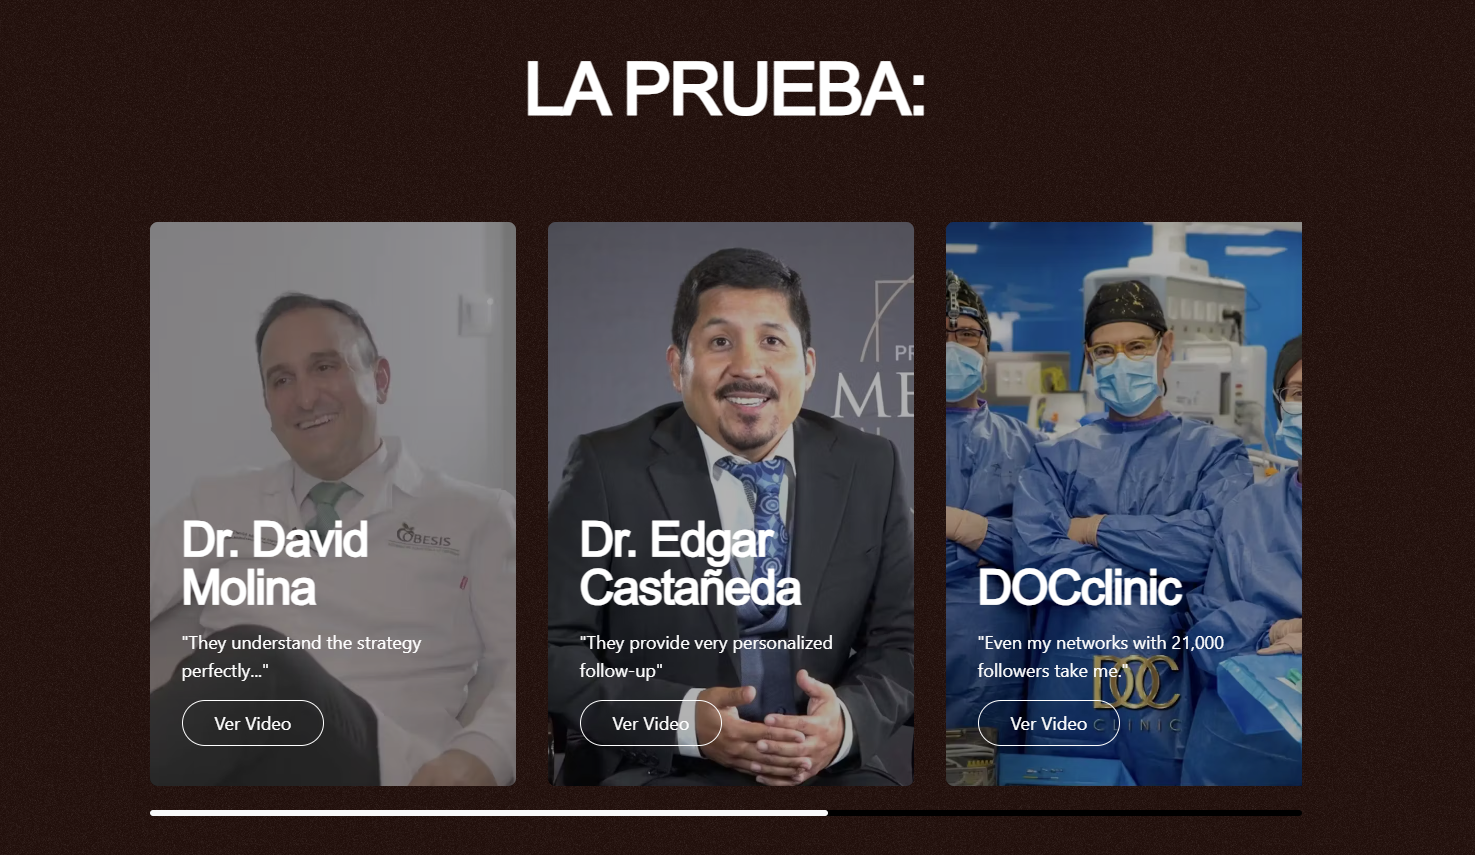 LA PRUEBA:
OBESIS
Dr. David
Molina
"They understand the strategy
perfectly..."
Ver Video
PR
ME
Dr. Edgar
Castañeda
"They provide very personalized
follow-up"
Ver Video
DOCclinic
"Even my networks with 21,000
followers take me."
DOC
CLINIC
Ver Video